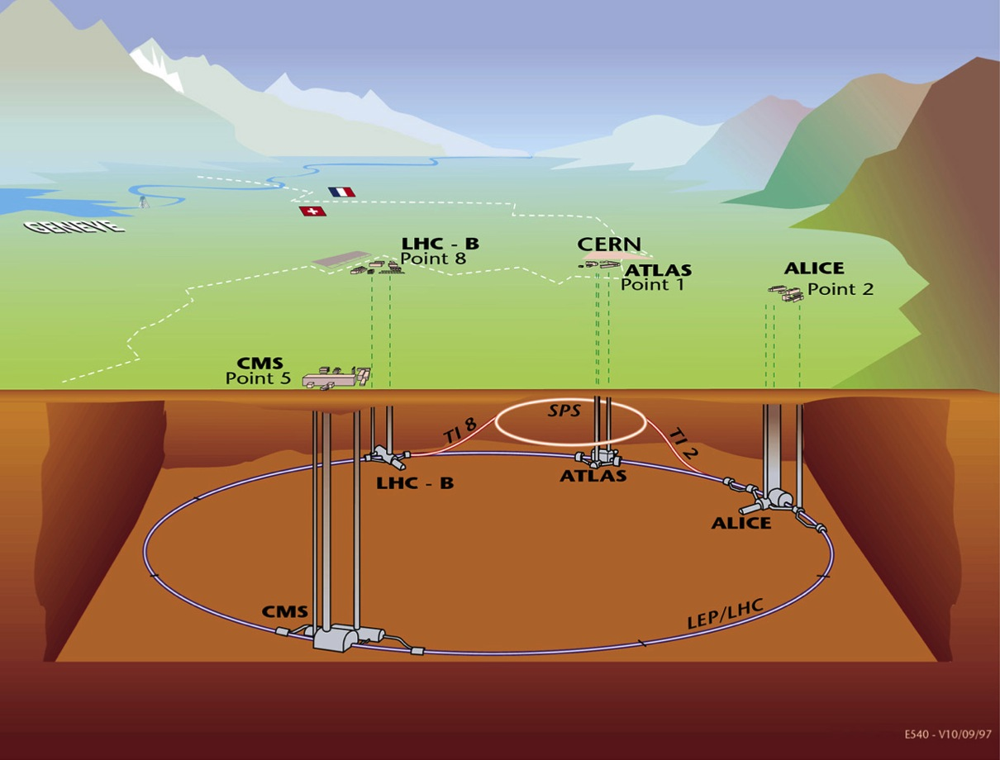 GENEVE
LHC - B
Point 8
CERN
ATLAS
Point 1
ALICE
Point 2
CMS
Point 5
SPS
TI 8
TI 2
LHC - B
ATLAS
ALICE
CMS
LEP/LHC
E540 - V10/09/97